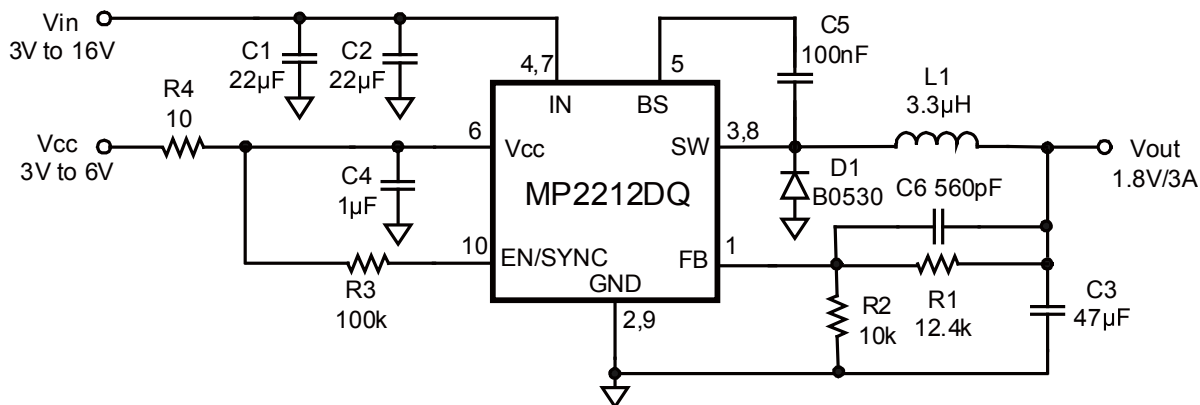 Vin
3V to 16V
C1
22µF
C2
22µF
4,7
IN
5
BS
C5
100nF
R4
10
Vcc
3V to 6V
6
Vcc
C4
1µF
MP2212DQ
SW
3,8
L1
3.3µH
D1
B0530
Vout
1.8V/3A
C6 560pF
R3
100k
10
EN/SYNC
GND
2,9
FB
1
R2
10k
R1
12.4k
C3
47µF